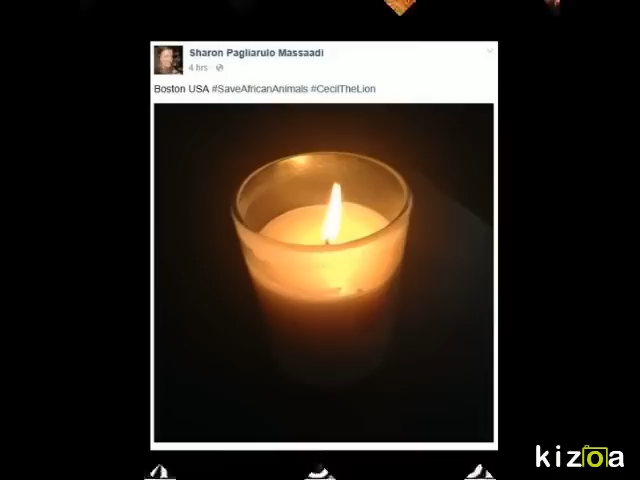 Sharon Pagliarulo Massaadi
4 hrs
Boston USA #SaveAfricanAnimals #CecilTheLion
kizoa